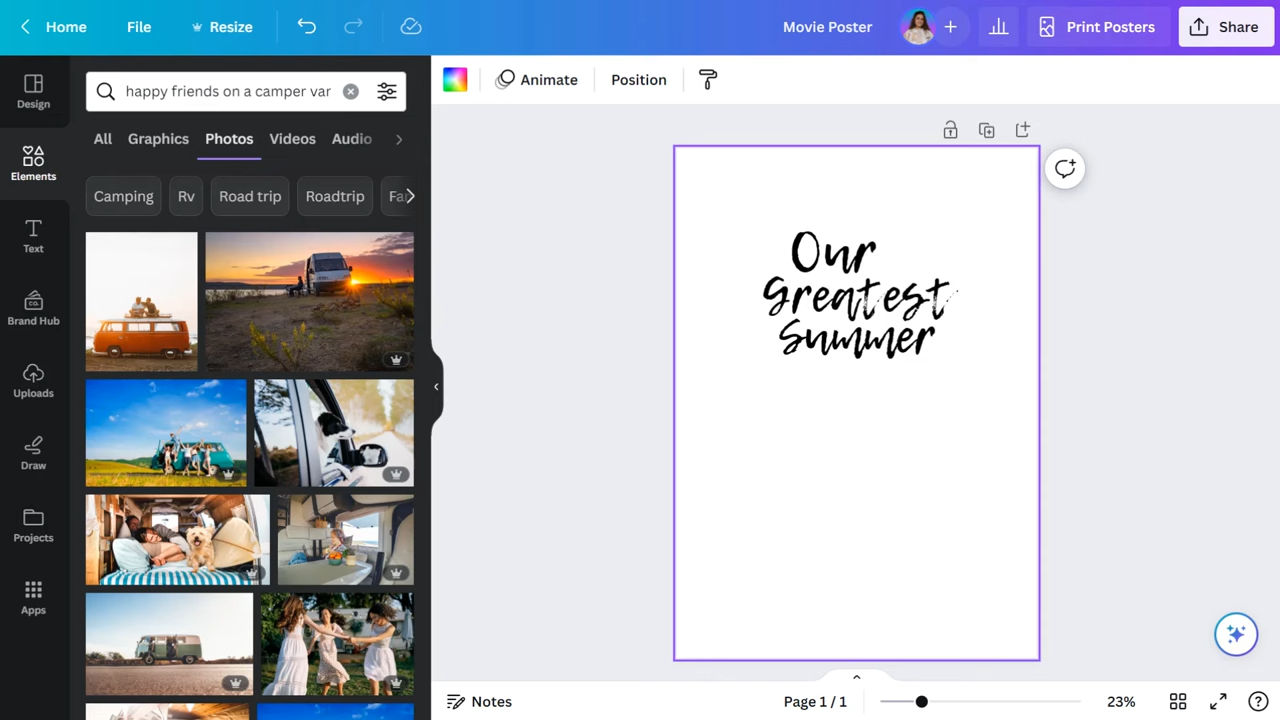 Home File Resize Movie Poster Print Posters Share
Design
happy friends on a camper var
Animate Position
All Graphics Photos Videos Audio
Elements
Camping Rv Road trip Roadtrip Fa
Text
Brand Hub
Uploads
Draw
Projects
Apps
Our
Greatest
Summer
Notes Page 1 / 1 23%